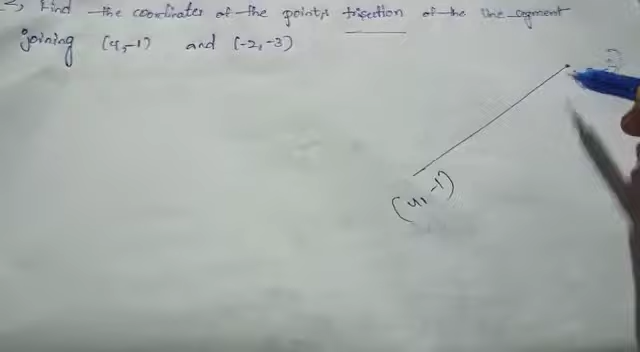 Find the coordinates of the points trisection of the line segment
joining (4,-1) and (-2,-3)
(4,-1)